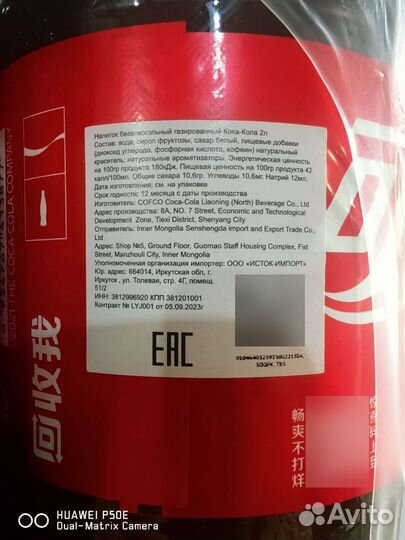 Напиток безалкогольный газированный Кока-Кола 2л
Состав: вода, сироп фруктозы, сахар белый, пищевые добавки
(диоксид углерода, фосфорная кислота, кофеин) натуральный
краситель, натуральные ароматизаторы. Энергетическая ценность
на 100гр продукта 180кДж. Пищевая ценность на 100гр продукта 42
калл/100мл. Общие сахара 10,6гр. Углеводы 10,6мг. Натрий 12мл.
Дата изготовления: см. на упаковке
Срок годности: 12 месяцев с даты производства
Изготовитель: COFCO Coca-Cola Liaoning (North) Beverage Co., Ltd
Адрес производства: 8A, NO. 7 Street, Economic and Technological
Development Zone, Tiexi District, Shenyang City
Отправитель: Inner Mongolia Senshengda import and Export Trade Co,
Ltd
Адрес: Shop №5, Ground Floor, Guomao Staff Housing Complex, Fist
Street, Manzhouli City, Inner Mongolia
Уполномоченная организация импортер: ООО «ИСТОК-ИМПОРТ»
Юр. адрес: 664014, Иркутская обл. г.
Иркутск , ул. Толевая, стр. 4Г, помещ.
51/2
ИНН: 3812996920 КПП 381201001
Контракт № LYJ001 от 05.09.2023г
EAC
SOGFK_TbS
2021 THE COCA-COLA COMPANY
回收我
畅爽不打烊
HUAWEI P50E
Dual-Matrix Camera
Avito